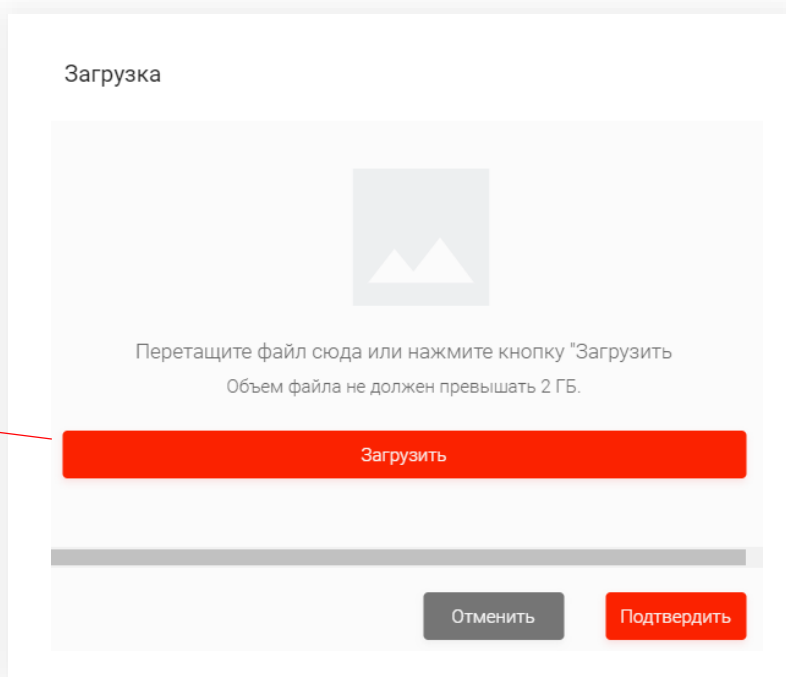 Загрузка
Перетащите файл сюда или нажмите кнопку "Загрузить
Объем файла не должен превышать 2 ГБ.
Загрузить
Отменить
Подтвердить